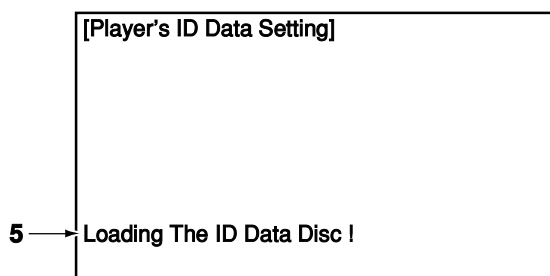 [Player's ID Data Setting]
5 Loading The ID Data Disc !